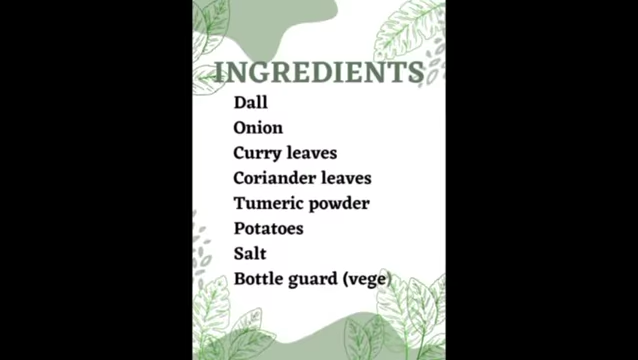 INGREDIENTS
Dall
Onion
Curry leaves
Coriander leaves
Tumeric powder
Potatoes
Salt
Bottle guard (vege)